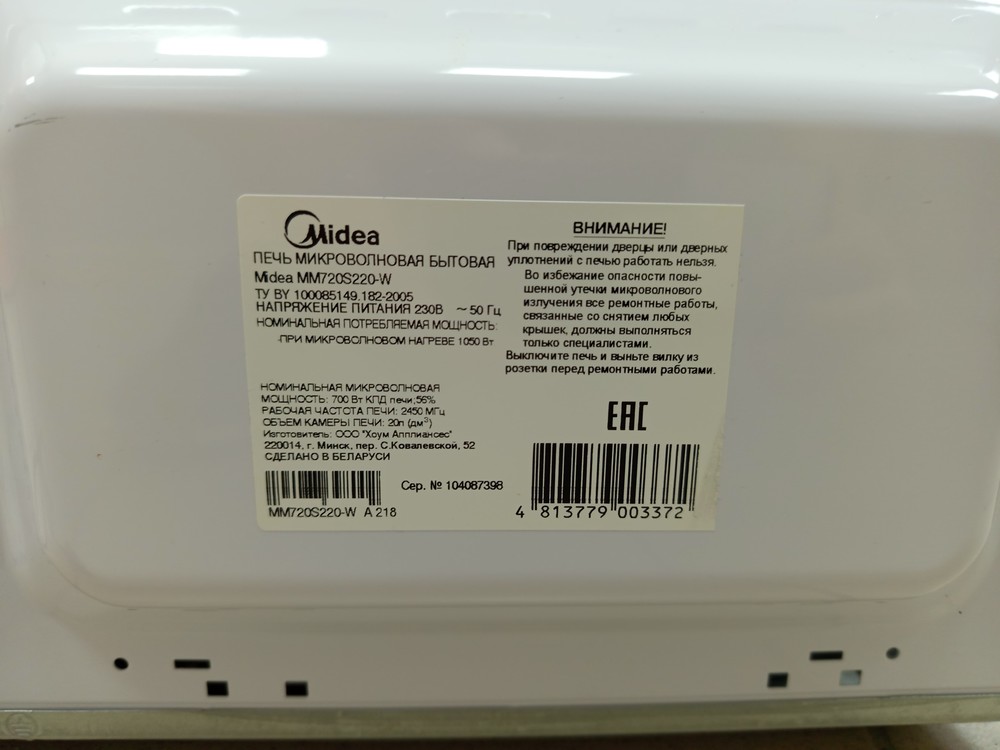 Midea
ПЕЧЬ МИКРОВОЛНОВАЯ БЫТОВАЯ
Midea MM720S220-W
ТУ BY 100085149.182-2005
НАПРЯЖЕНИЕ ПИТАНИЯ 230В ~ 50 Гц
НОМИНАЛЬНАЯ ПОТРЕБЛЯЕМАЯ МОЩНОСТЬ:
-ПРИ МИКРОВОЛНОВОМ НАГРЕВЕ 1050 Вт
НОМИНАЛЬНАЯ МИКРОВОЛНОВАЯ
МОЩНОСТЬ: 700 Вт КПД печи;56%
РАБОЧАЯ ЧАСТОТА ПЕЧИ: 2450 МГц
ОБЪЕМ КАМЕРЫ ПЕЧИ: 20л (дм³)
Изготовитель: ООО "Хоум Апплиансес"
220014, г. Минск, пер. С.Ковалевской, 52
СДЕЛАНО В БЕЛАРУСИ
Сер. № 104087398
MM720S220-W A 218
ВНИМАНИЕ!
При повреждении дверцы или дверных
уплотнений с печью работать нельзя.
Во избежание опасности повы-
шенной утечки микроволнового
излучения все ремонтные работы,
связанные со снятием любых
крышек, должны выполняться
только специалистами.
Выключите печь и выньте вилку из
розетки перед ремонтными работами.
EAC
4 813779 003372